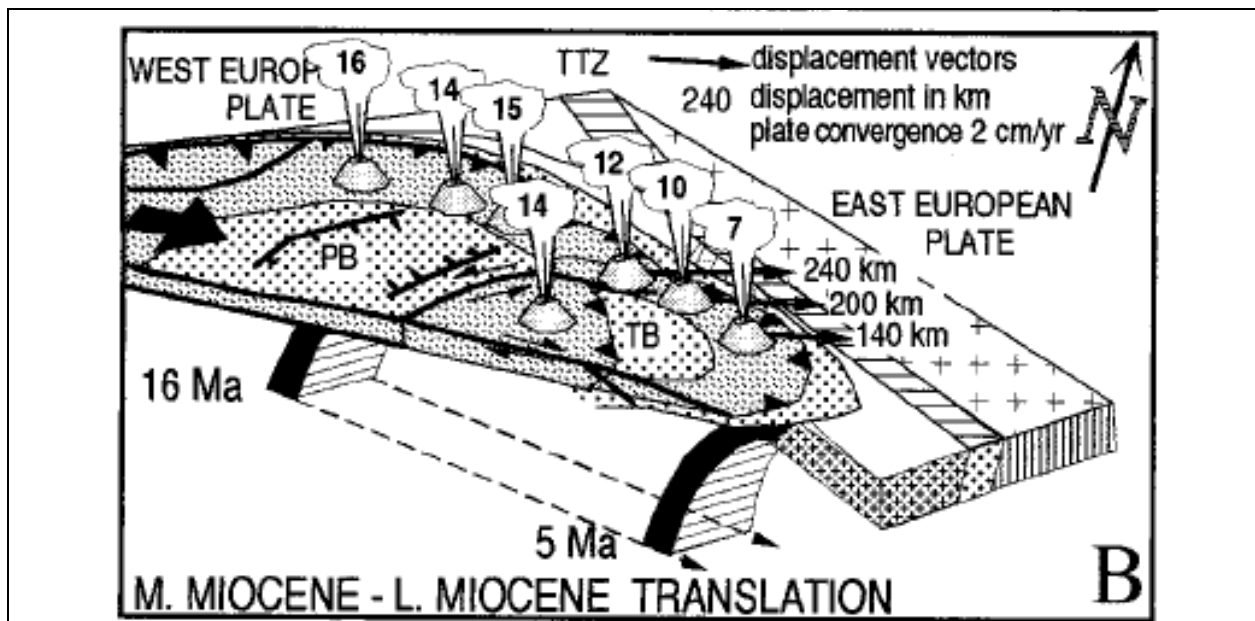 WEST EUROP
PLATE
16
14
15
14
12
10
7
TTZ
displacement vectors
240 displacement in km
plate convergence 2 cm/yr
N
EAST EUROPEAN
PLATE
PB
TB
240 km
200 km
140 km
16 Ma
5 Ma
M. MIOCENE - L. MIOCENE TRANSLATION
B